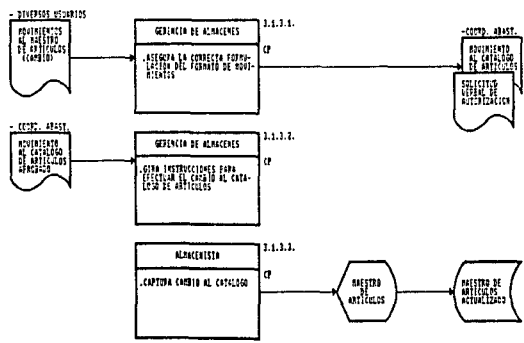 - DIVERSOS USUARIOS
MOVIMIENTOS
AL MAESTRO
DE ARTICULOS
(CAMBIO)
GERENCIA DE ALMACENES
3.1.3.1.
CP
.ASEGURA LA CORRECTA FORMU-
LACION DEL FORMATO DE MOVI-
MIENTOS
-COORD. ABAST.
MOVIMIENTO
AL CATALOGO
DE ARTICULOS
SOLICITUD
VERBAL DE
AUTORIZACION
- COORD. ABAST.
MOVIMIENTO
AL CATALOGO
DE ARTICULOS
APROBADO
GERENCIA DE ALMACENES
3.1.3.2.
CP
.GIRA INSTRUCCIONES PARA
EFECTUAR EL CAMBIO AL CATA-
LOGO DE ARTICULOS
ALMACENISTA
3.1.3.3.
CP
.CAPTURA CAMBIO AL CATALOGO
MAESTRO
DE
ARTICULOS
MAESTRO DE
ARTICULOS
ACTUALIZADO